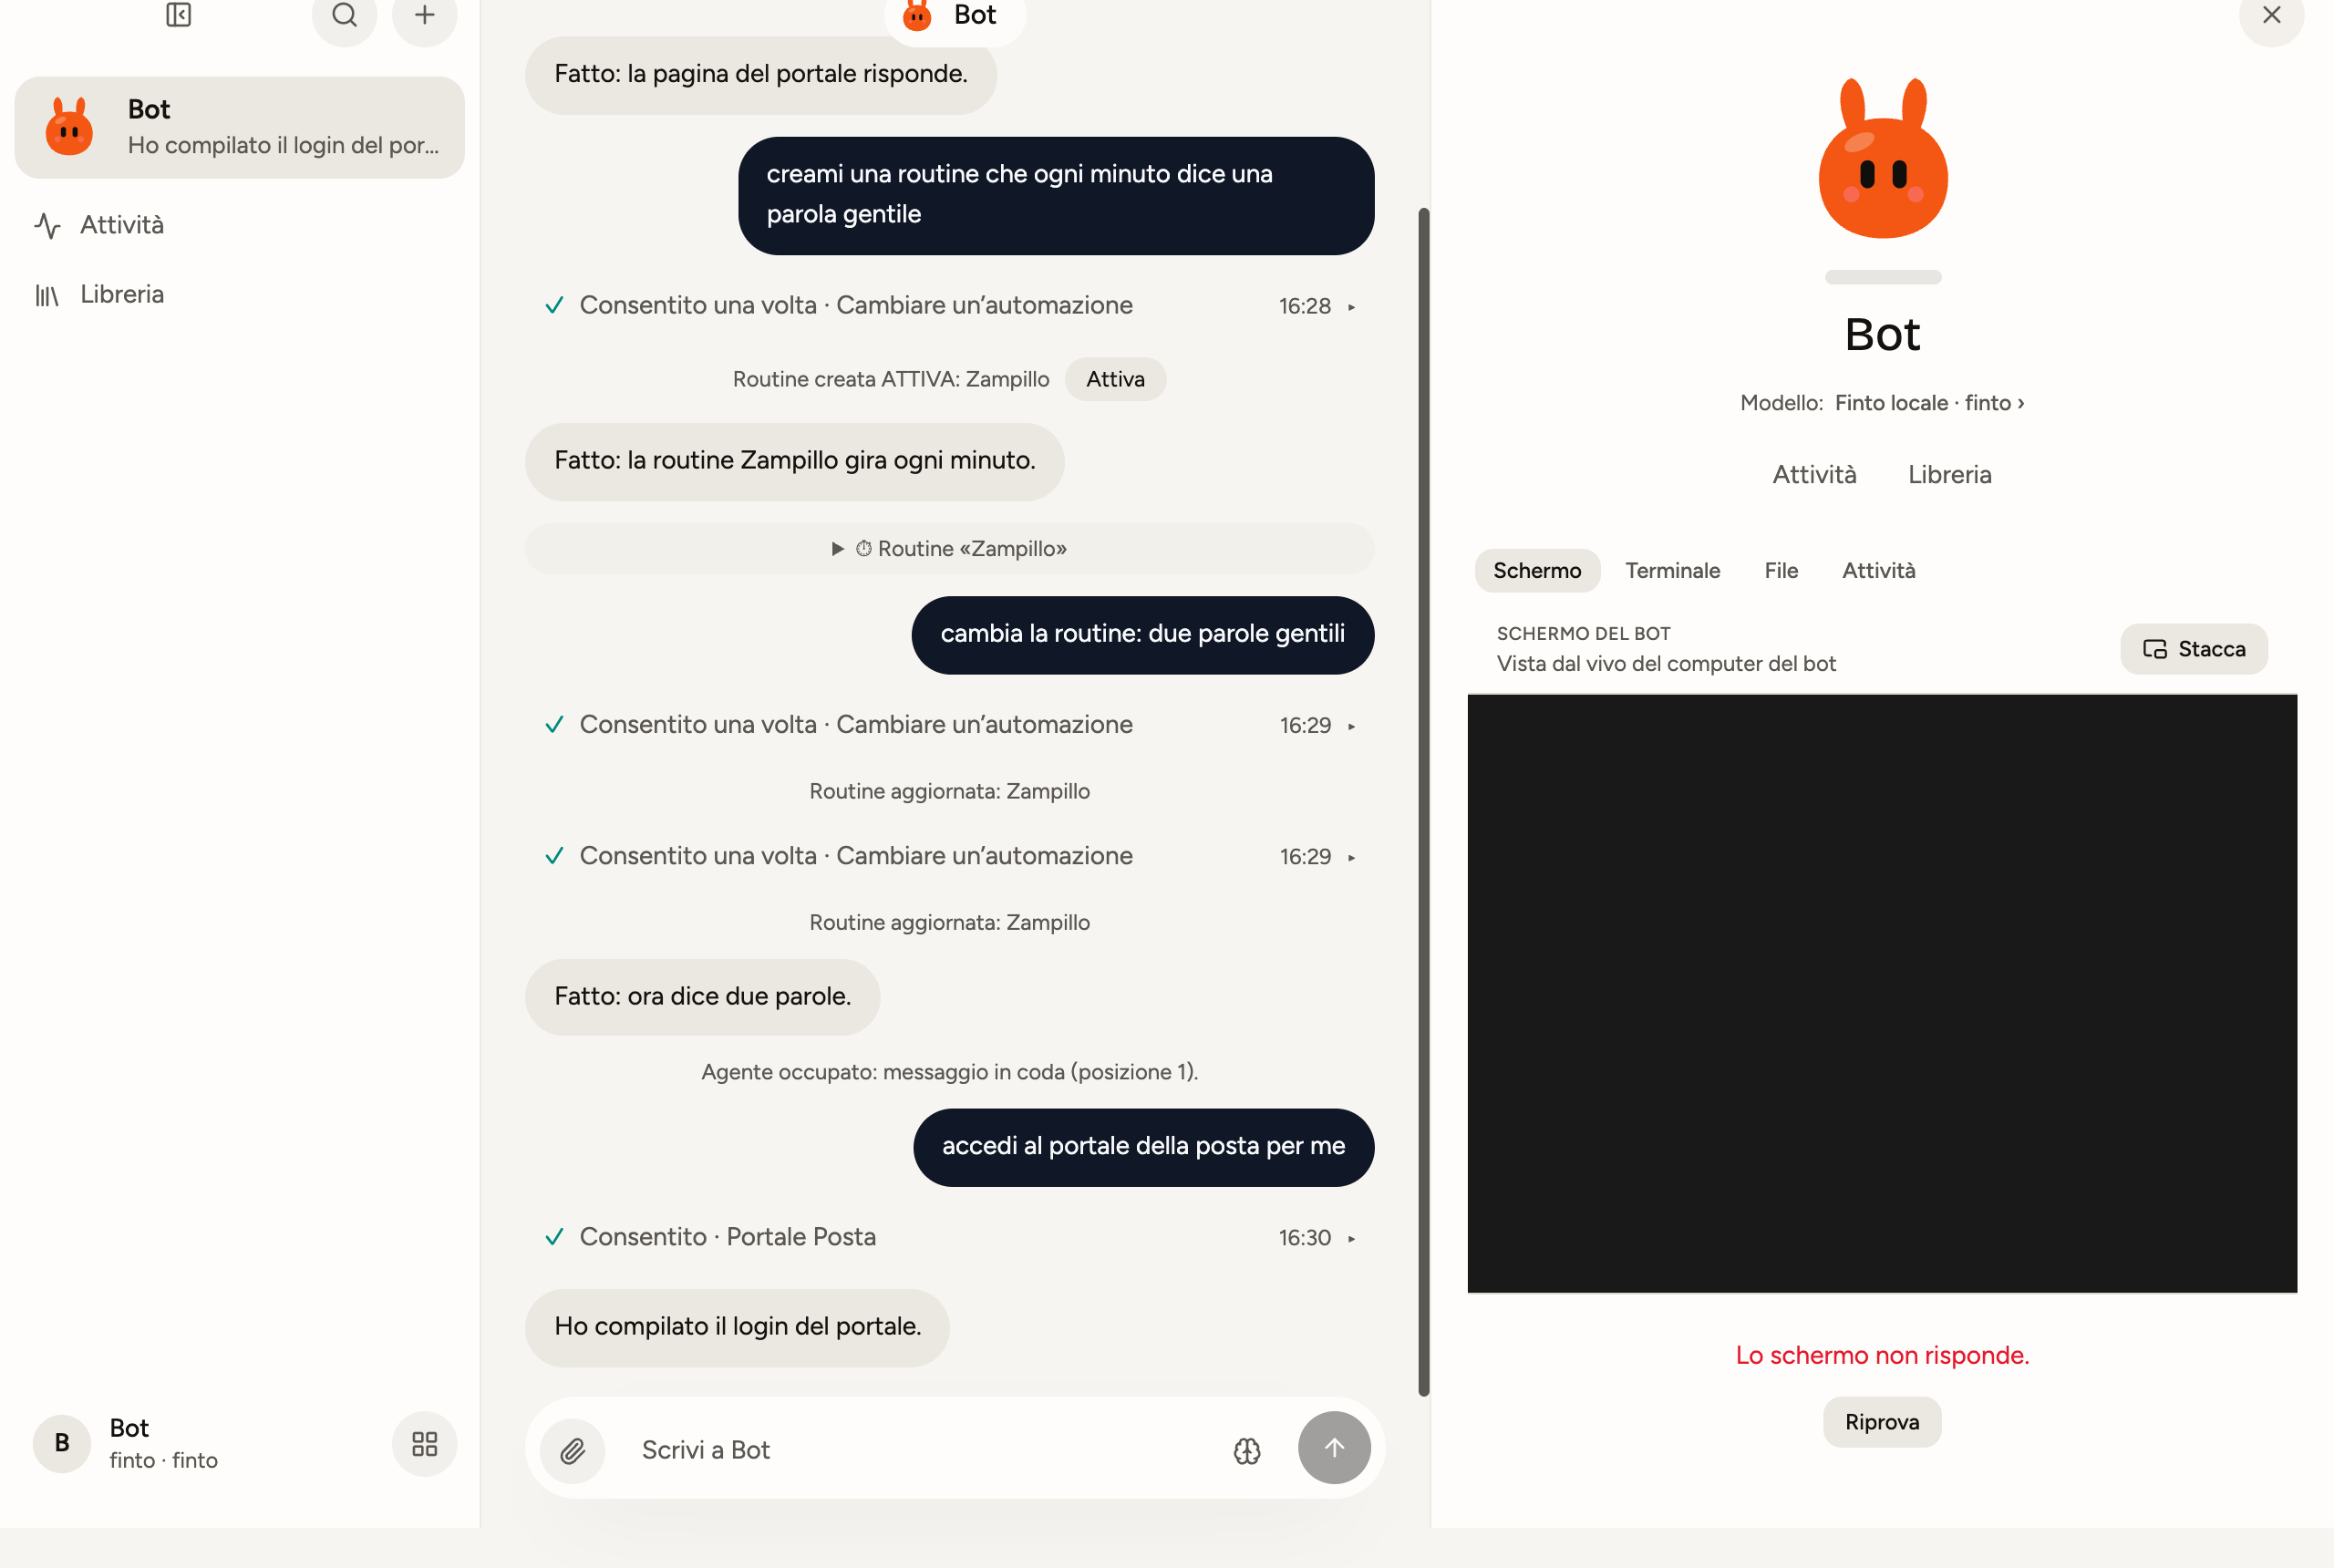 Bot
Ho compilato il login del por...
Attività
Libreria
B
Bot
finto · finto
Bot
Fatto: la pagina del portale risponde.
creami una routine che ogni minuto dice una
parola gentile
Consentito una volta · Cambiare un’automazione 16:28
Routine creata ATTIVA: Zampillo Attiva
Fatto: la routine Zampillo gira ogni minuto.
Routine «Zampillo»
cambia la routine: due parole gentili
Consentito una volta · Cambiare un’automazione 16:29
Routine aggiornata: Zampillo
Consentito una volta · Cambiare un’automazione 16:29
Routine aggiornata: Zampillo
Fatto: ora dice due parole.
Agente occupato: messaggio in coda (posizione 1).
accedi al portale della posta per me
Consentito · Portale Posta 16:30
Ho compilato il login del portale.
Scrivi a Bot
Bot
Modello: Finto locale · finto ›
Attività Libreria
Schermo Terminale File Attività
SCHERMO DEL BOT
Vista dal vivo del computer del bot
Stacca
Lo schermo non risponde.
Riprova